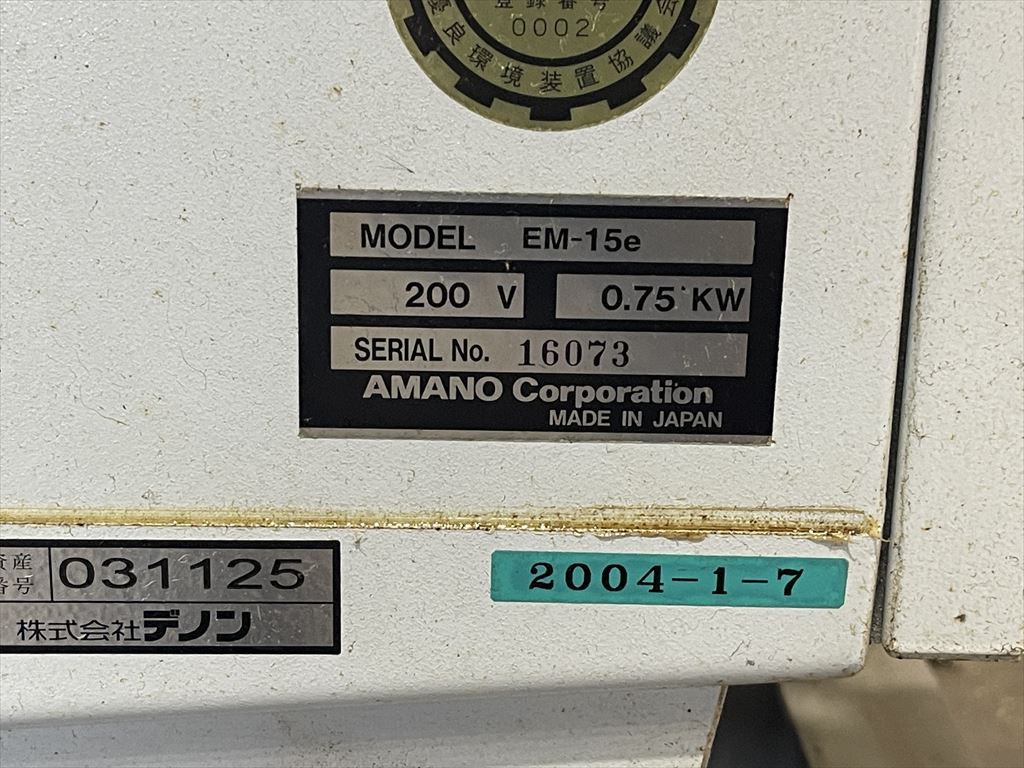 登録番号
0002
優良環境装置協議会
MODEL EM-15e
200 V 0.75 KW
SERIAL No. 16073
AMANO Corporation
MADE IN JAPAN
資産番号 031125
株式会社デノン
2004-1-7